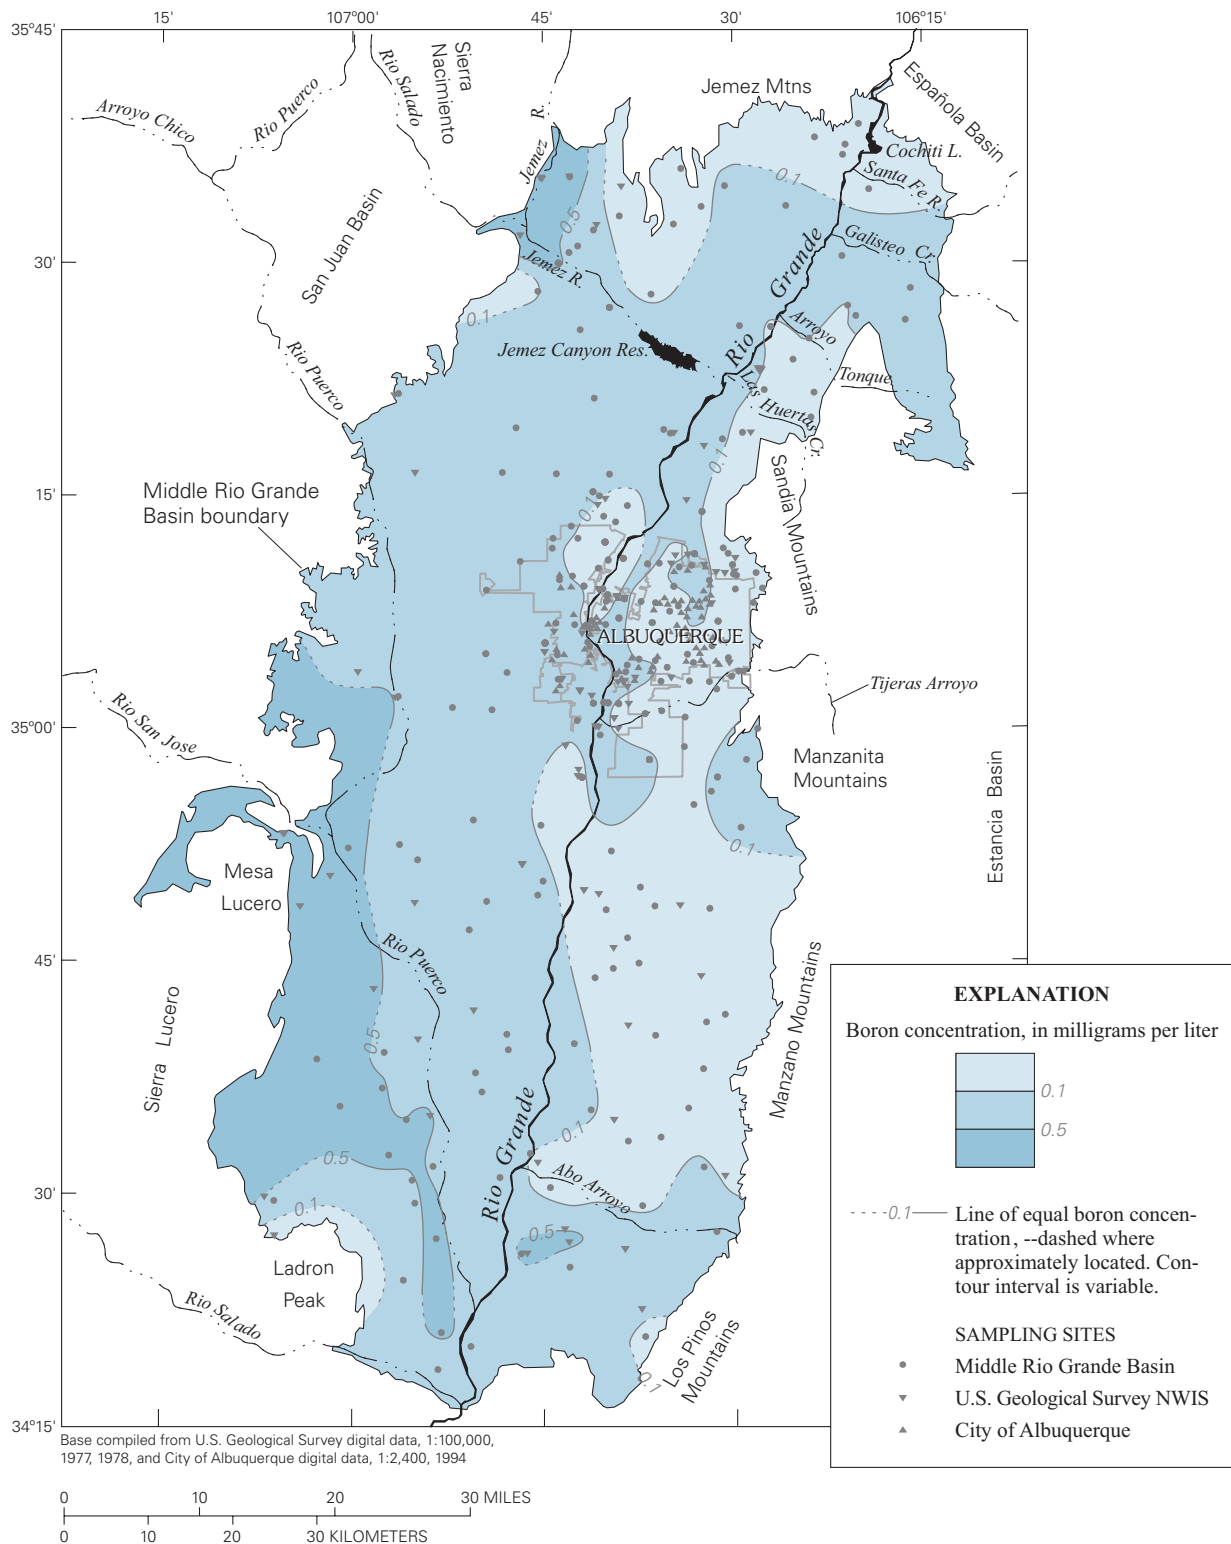 15'
107°00'
45'
30'
106°15'
35°45'
Sierra
Nacimiento
Rio Salado
Rio Puerco
Arroyo Chico
Jemez R.
Jemez Mtns
Española Basin
Cochiti L.
Santa Fe R.
0.1
Galisteo Cr.
0.5
San Juan Basin
30'
Jemez R.
Rio Grande
0.1
Arroyo
Tonque
Jemez Canyon Res.
Rio Puerco
Las Huertas Cr.
0.1
Sandia Mountains
15'
Middle Rio Grande
Basin boundary
0.1
ALBUQUERQUE
Tijeras Arroyo
Rio San Jose
35°00'
Manzanita
Mountains
Estancia Basin
0.1
Mesa
Lucero
Rio Puerco
45'
Manzano Mountains
Sierra Lucero
0.5
Rio Grande
0.1
0.5
Abo Arroyo
30'
0.1
0.5
Ladron
Peak
Rio Salado
Los Pinos
Mountains
0.1
34°15'
EXPLANATION
Boron concentration, in milligrams per liter
0.1
0.5
0.1
Line of equal boron concen-
tration, --dashed where
approximately located. Con-
tour interval is variable.
SAMPLING SITES
Middle Rio Grande Basin
U.S. Geological Survey NWIS
City of Albuquerque
Base compiled from U.S. Geological Survey digital data, 1:100,000,
1977, 1978, and City of Albuquerque digital data, 1:2,400, 1994
0 10 20 30 MILES
0 10 20 30 KILOMETERS